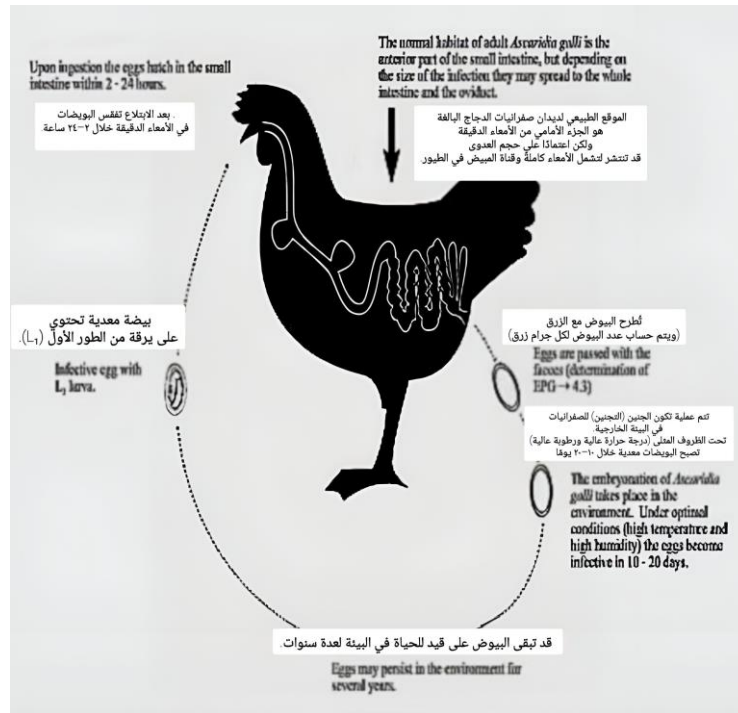 Upon ingestion the eggs hatch in the small
intestine within 2 - 24 hours.
. بعد الابتلاع تفقس البويضات
في الأمعاء الدقيقة خلال ٢-٢٤ ساعة.
The normal habitat of adult Ascaridia galli is the
anterior part of the small intestine, but depending on
the size of the infection they may spread to the whole
intestine and the oviduct.
الموقع الطبيعي لديدان صفرانيات الدجاج البالغة
هو الجزء الأمامي من الأمعاء الدقيقة
ولكن اعتمادًا على حجم العدوى
قد تنتشر لتشمل الأمعاء كاملة وقناة المبيض في الطيور.
بيضة معدية تحتوي
على يرقة من الطور الأول (L₁).
Infective egg with
larva.
تُطرح البيوض مع الزرق
(ويتم حساب عدد البيوض لكل جرام زرق)
Eggs are passed with the
faeces (determination of
EPG→ 4.3)
تتم عملية تكون الجنين (التجنين) للصفرانيات
في البيئة الخارجية.
تحت الظروف المثلى (درجة حرارة عالية ورطوبة عالية)
تصبح البويضات معدية خلال ١٠-٢٠ يومًا
The embryonation of Ascaridia
galli takes place in the
environment. Under optimal
conditions (high temperature and
high humidity) the eggs become
infective in 10 - 20 days.
قد تبقى البيوض على قيد للحياة في البيئة لعدة سنوات.
Eggs may persist in the environment for
several years.